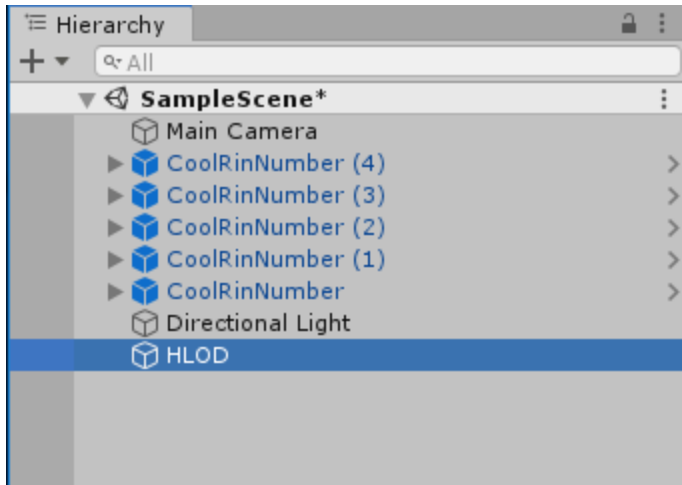 Hierarchy
All
SampleScene*
Main Camera
CoolRinNumber (4)
CoolRinNumber (3)
CoolRinNumber (2)
CoolRinNumber (1)
CoolRinNumber
Directional Light
HLOD